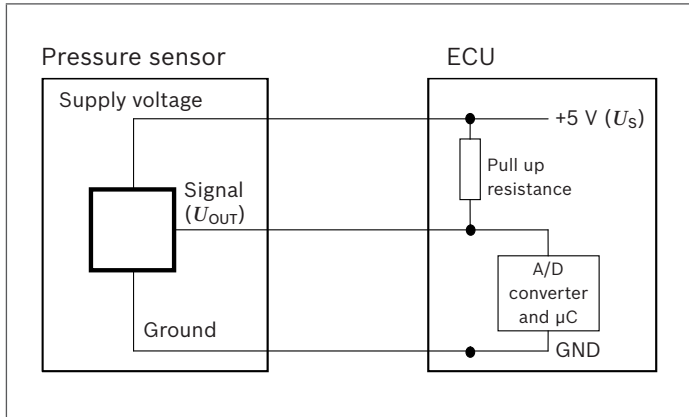 Pressure sensor
ECU
Supply voltage
+5 V (US)
Pull up
resistance
Signal
(UOUT)
A/D
converter
and µC
Ground
GND